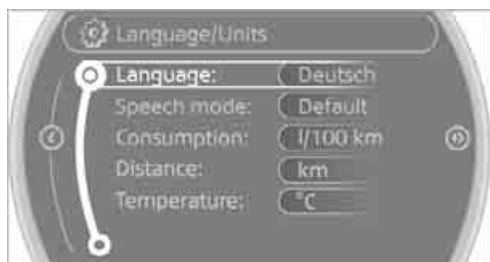 Language/Units
Language: Deutsch
Speech mode: Default
Consumption: l/100 km
Distance: km
Temperature: °C